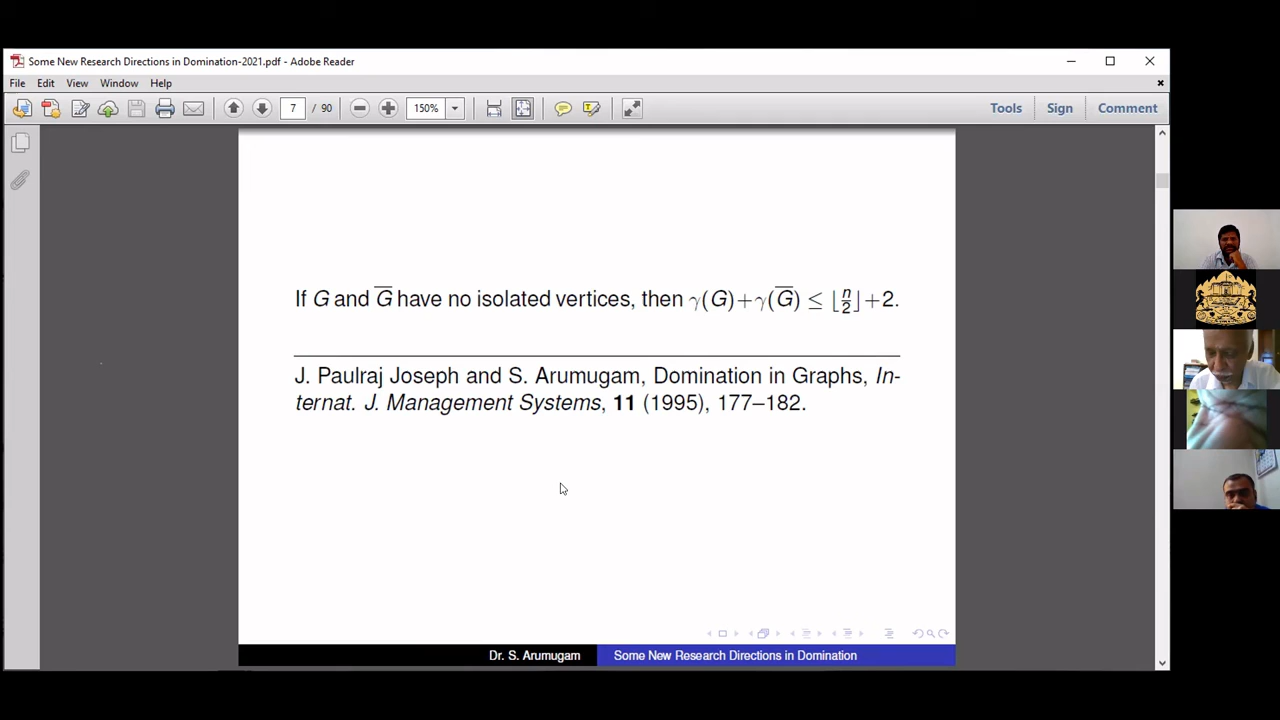 Some New Research Directions in Domination-2021.pdf - Adobe Reader
File Edit View Window Help
7 / 90 150% Tools Sign Comment
If G and G̅ have no isolated vertices, then γ(G)+γ(G̅) ≤ ⌊n/2⌋+2.
J. Paulraj Joseph and S. Arumugam, Domination in Graphs, In-
ternat. J. Management Systems, 11 (1995), 177–182.
Dr. S. Arumugam Some New Research Directions in Domination